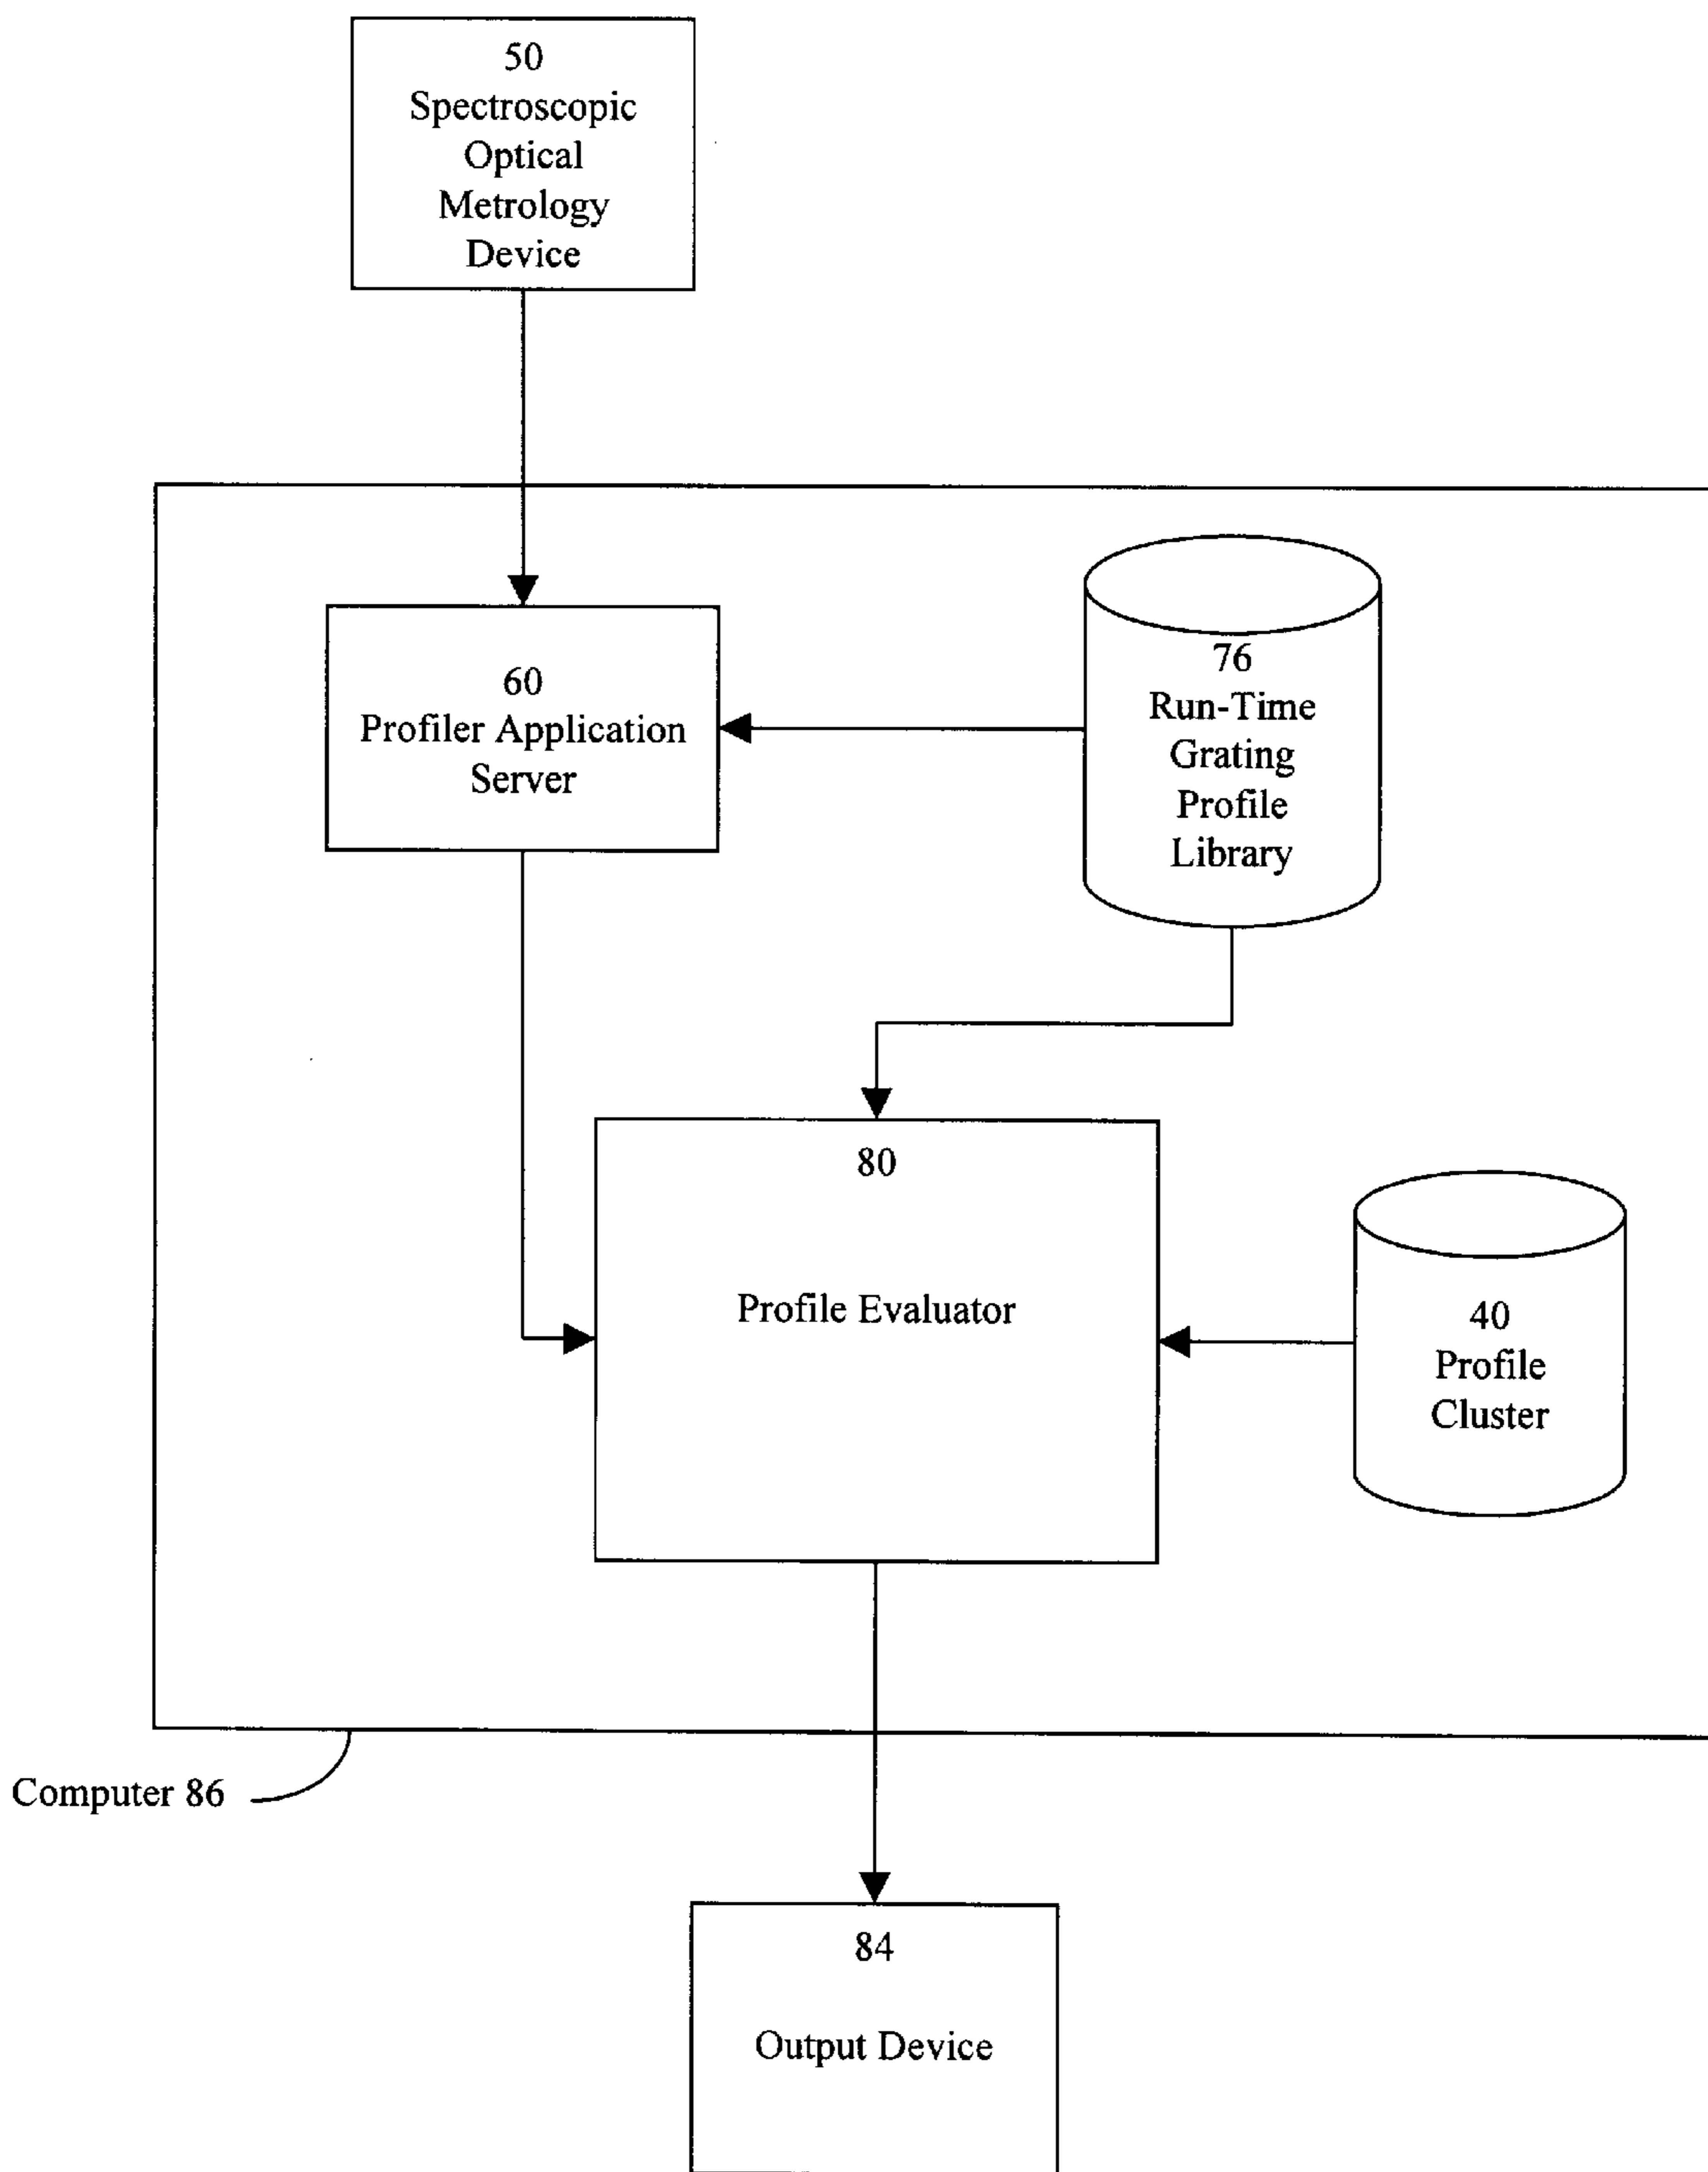 50
Spectroscopic
Optical
Metrology
Device
60
Profiler Application
Server
76
Run-Time
Grating
Profile
Library
80
Profile Evaluator
40
Profile
Cluster
Computer 86
84
Output Device